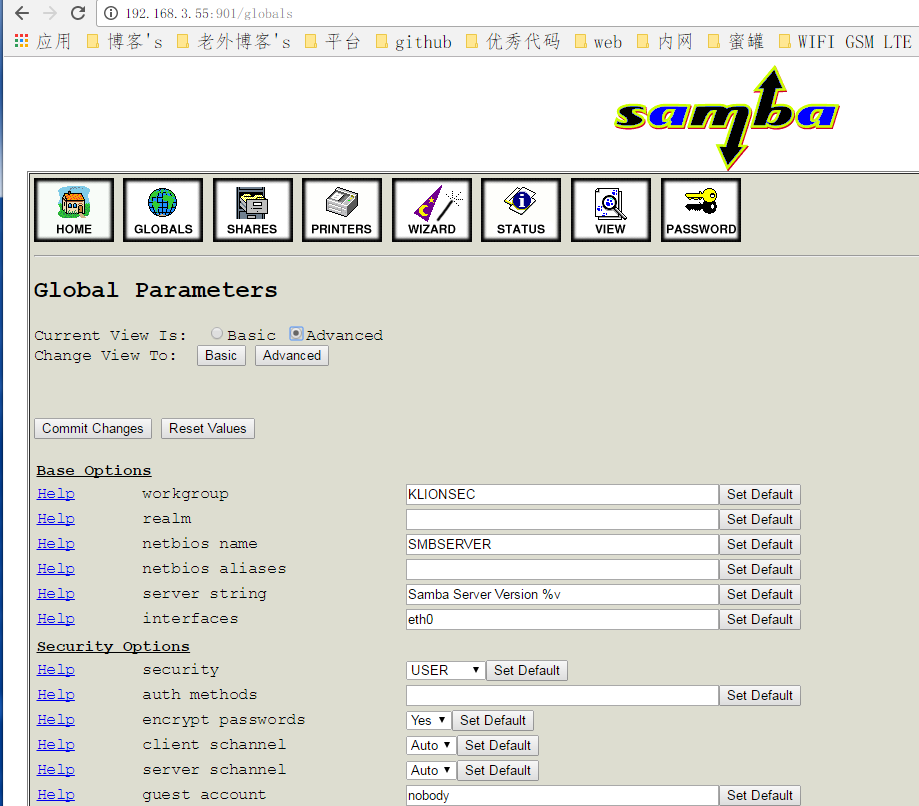 192.168.3.55:901/globals
应用 博客's 老外博客's 平台 github 优秀代码 web 内网 蜜罐 WIFI GSM LTE
samba
HOME GLOBALS SHARES PRINTERS WIZARD STATUS VIEW PASSWORD
Global Parameters
Current View Is: Basic Advanced
Change View To: Basic Advanced
Commit Changes Reset Values
Base Options
Help workgroup KLIONSEC Set Default
Help realm Set Default
Help netbios name SMBSERVER Set Default
Help netbios aliases Set Default
Help server string Samba Server Version %v Set Default
Help interfaces eth0 Set Default
Security Options
Help security USER Set Default
Help auth methods Set Default
Help encrypt passwords Yes Set Default
Help client schannel Auto Set Default
Help server schannel Auto Set Default
Help guest account nobody Set Default